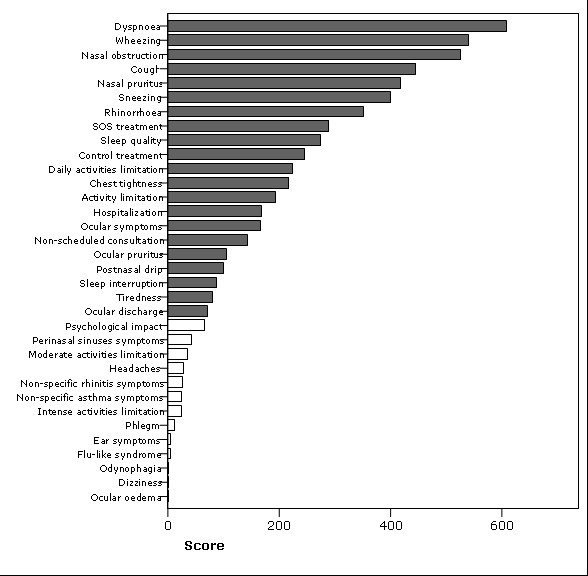 Dyspnoea
Wheezing
Nasal obstruction
Cough
Nasal pruritus
Sneezing
Rhinorrhoea
SOS treatment
Sleep quality
Control treatment
Daily activities limitation
Chest tightness
Activity limitation
Hospitalization
Ocular symptoms
Non-scheduled consultation
Ocular pruritus
Postnasal drip
Sleep interruption
Tiredness
Ocular discharge
Psychological impact
Perinasal sinuses symptoms
Moderate activities limitation
Headaches
Non-specific rhinitis symptoms
Non-specific asthma symptoms
Intense activities limitation
Phlegm
Ear symptoms
Flu-like syndrome
Odynophagia
Dizziness
Ocular oedema
0 200 400 600
Score